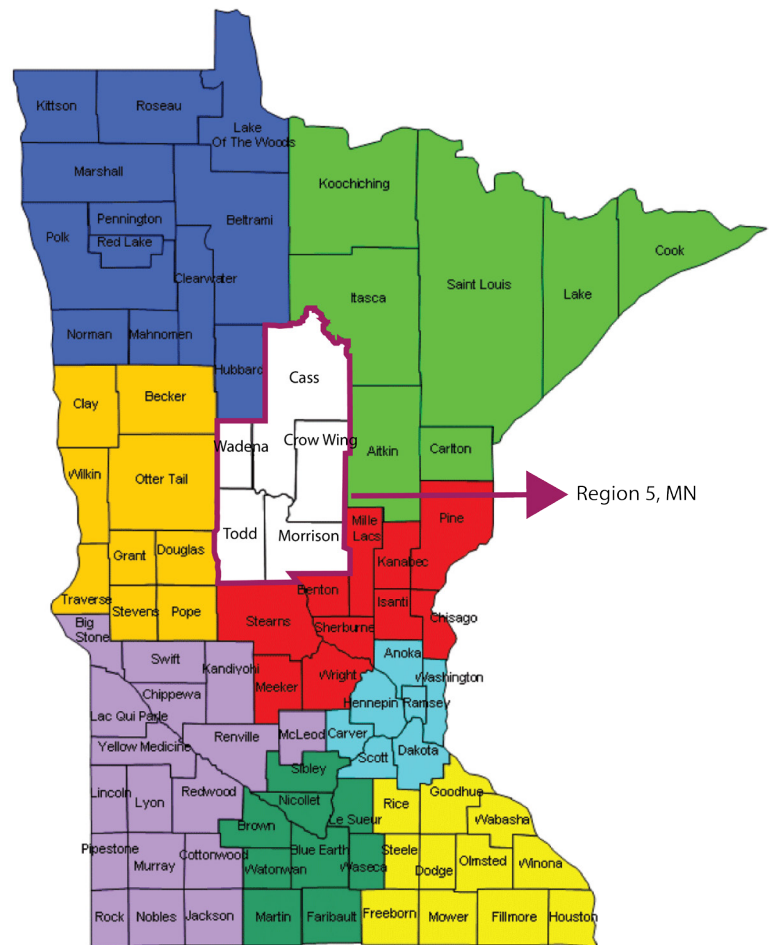 Kittson
Roseau
Lake
Of The Woods
Marshall
Koochiching
Pennington
Beltrami
Polk
Red Lake
Cook
Clearwater
Saint Louis
Itasca
Lake
Norman
Mahnomen
Hubbard
Cass
Clay
Becker
Wadena
Crow Wing
Aitkin
Carlton
Wilkin
Otter Tail
Region 5, MN
Pine
Mille
Lacs
Todd
Morrison
Grant
Douglas
Kanabec
Benton
Traverse
Stevens
Pope
Isanti
Chisago
Stearns
Sherburne
Big
Stone
Anoka
Swift
Kandiyohi
Wright
Washington
Meeker
Chippewa
Hennepin
Ramsey
Lac Qui Parle
Renville
McLeod
Carver
Yellow Medicine
Scott
Dakota
Sibley
Lincoln
Lyon
Redwood
Nicollet
Rice
Goodhue
Le Sueur
Wabasha
Brown
Pipestone
Murray
Cottonwood
Watonwan
Blue Earth
Waseca
Steele
Dodge
Olmsted
Winona
Rock
Nobles
Jackson
Martin
Faribault
Freeborn
Mower
Fillmore
Houston